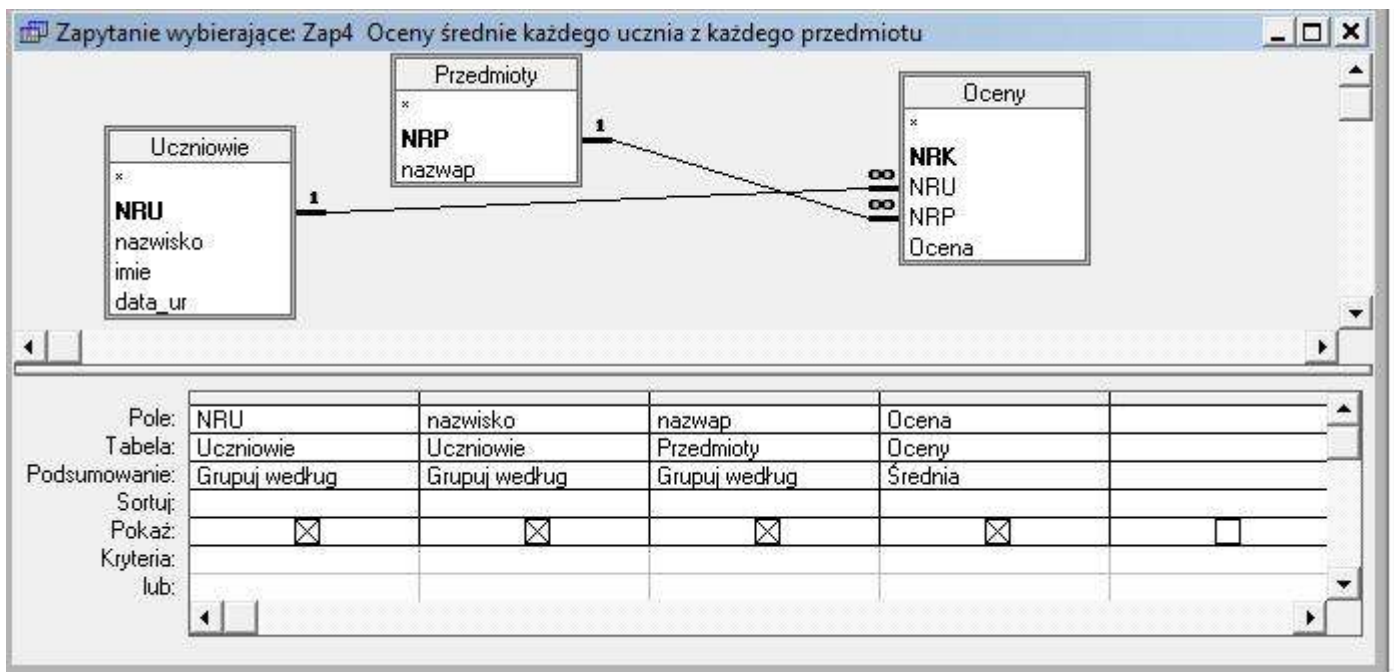 Zapytanie wybierające: Zap4 Oceny średnie każdego ucznia z każdego przedmiotu
Przedmioty
*
NRP
nazwap
1
Oceny
*
NRK
NRU
NRP
Ocena
∞
∞
Uczniowie
*
NRU
nazwisko
imie
data_ur
1
Pole: NRU nazwisko nazwap Ocena
Tabela: Uczniowie Uczniowie Przedmioty Oceny
Podsumowanie: Grupuj według Grupuj według Grupuj według Średnia
Sortuj:
Pokaż:
Kryteria:
lub: